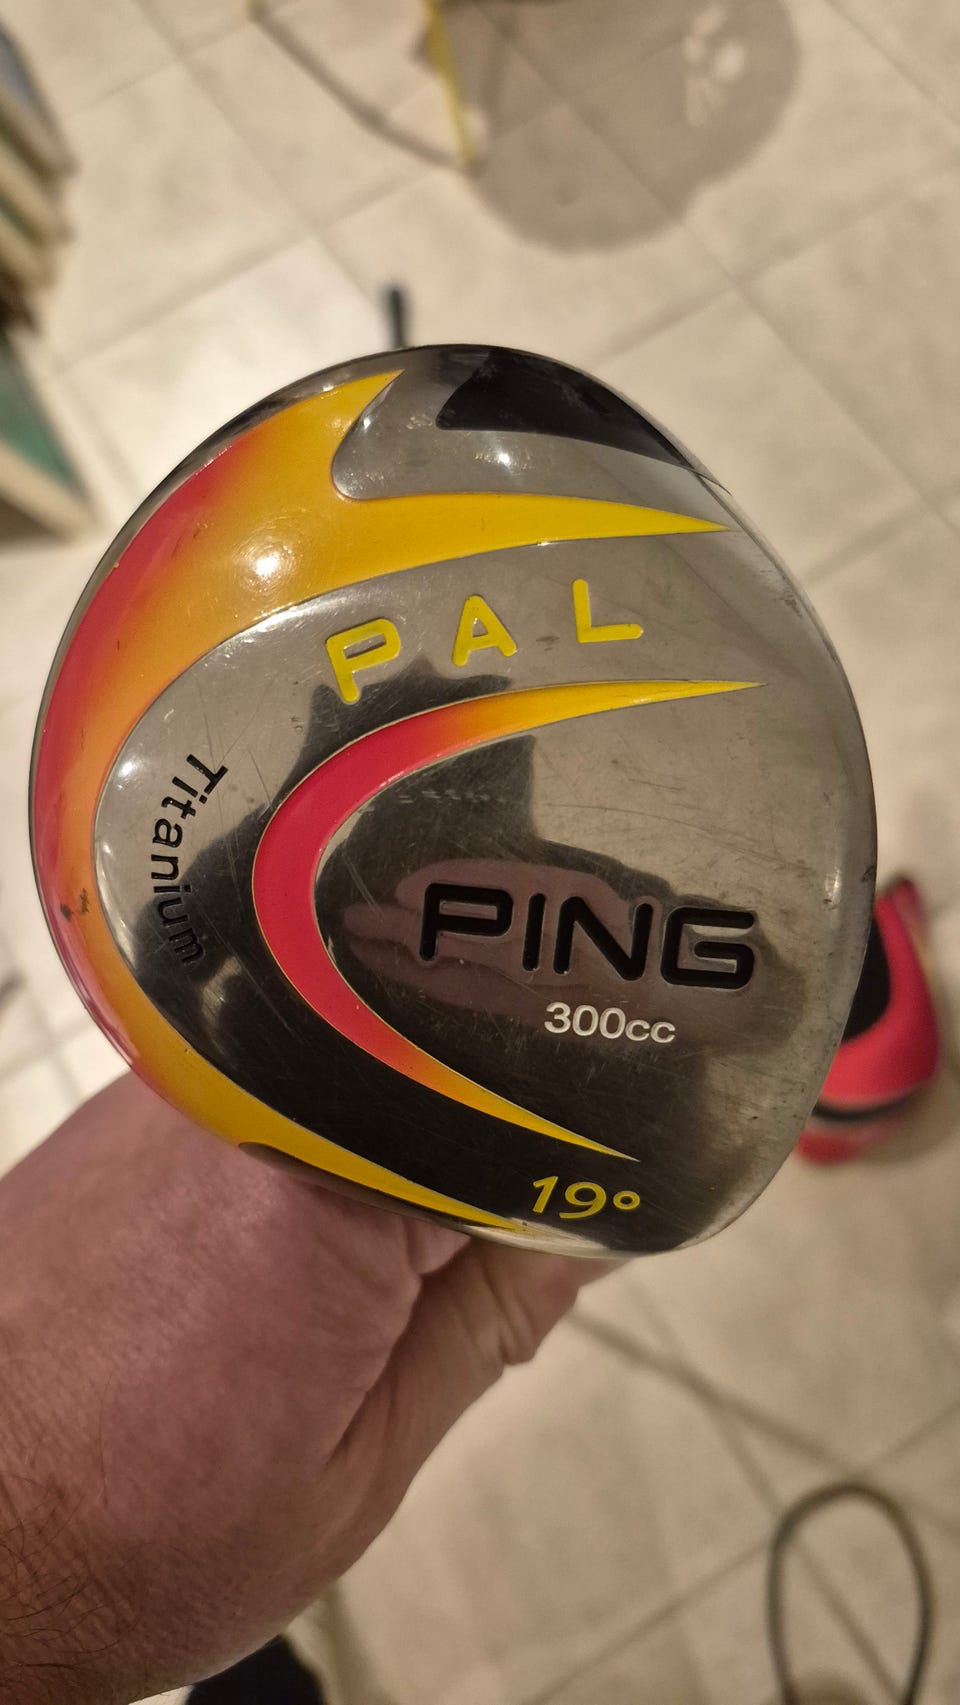 PAL
Titanium
PING
300cc
19°